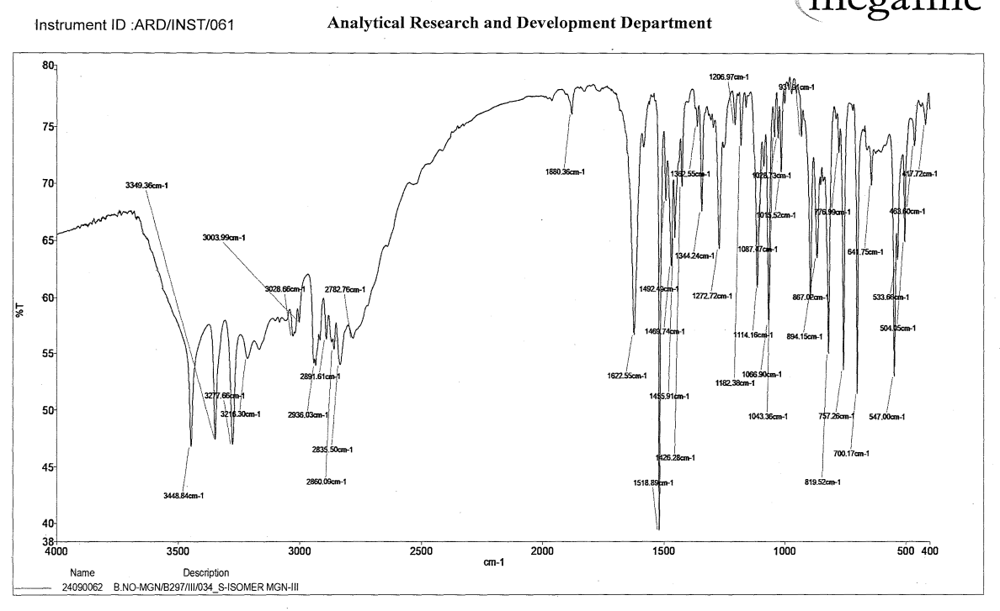 Instrument ID :ARD/INST/061
Analytical Research and Development Department
80
75
70
65
60
55
50
45
40
38
%T
4000
3500
3000
2500
2000
1500
1000
500
400
cm-1
3349.36cm-1
3003.99cm-1
3028.66cm-1
2782.76cm-1
3277.66cm-1
3216.30cm-1
2891.61cm-1
2936.03cm-1
2835.50cm-1
2860.09cm-1
3448.84cm-1
1880.36cm-1
1206.97cm-1
931.91cm-1
1362.55cm-1
1028.73cm-1
417.72cm-1
1015.52cm-1
776.99cm-1
463.60cm-1
1344.24cm-1
1087.47cm-1
641.75cm-1
1492.49cm-1
1272.72cm-1
867.02cm-1
533.66cm-1
1469.74cm-1
1114.16cm-1
894.15cm-1
504.05cm-1
1622.55cm-1
1066.90cm-1
1182.38cm-1
1455.91cm-1
1043.36cm-1
757.26cm-1
547.00cm-1
1426.28cm-1
700.17cm-1
1518.89cm-1
819.52cm-1
Name Description
24090062 B.NO-MGN/B297/III/034_S-ISOMER MGN-III